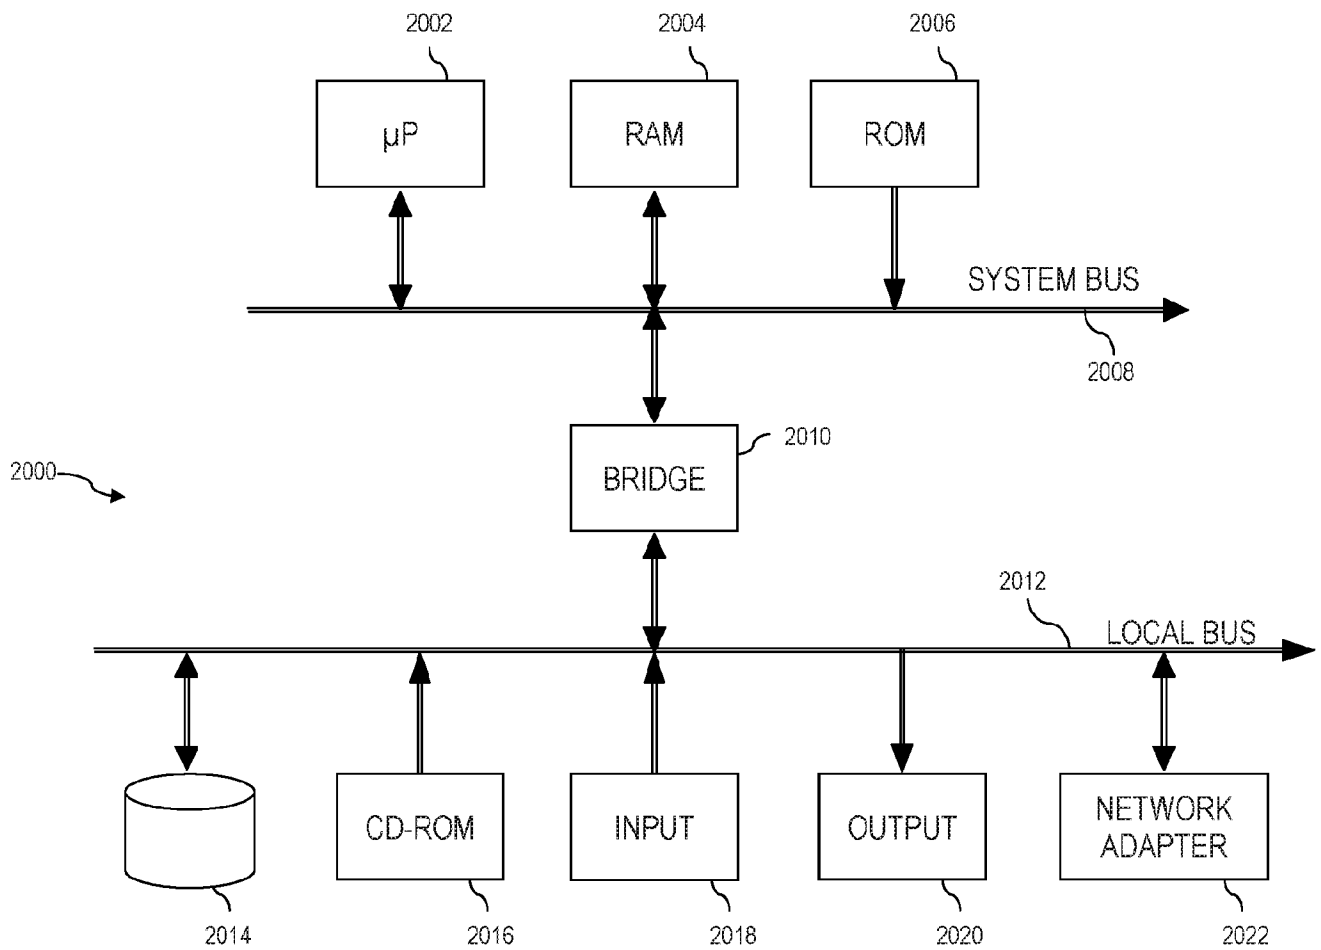 2002
2004
2006
µP
RAM
ROM
SYSTEM BUS
2008
2010
2000
BRIDGE
2012
LOCAL BUS
CD-ROM
INPUT
OUTPUT
NETWORK
ADAPTER
2014
2016
2018
2020
2022